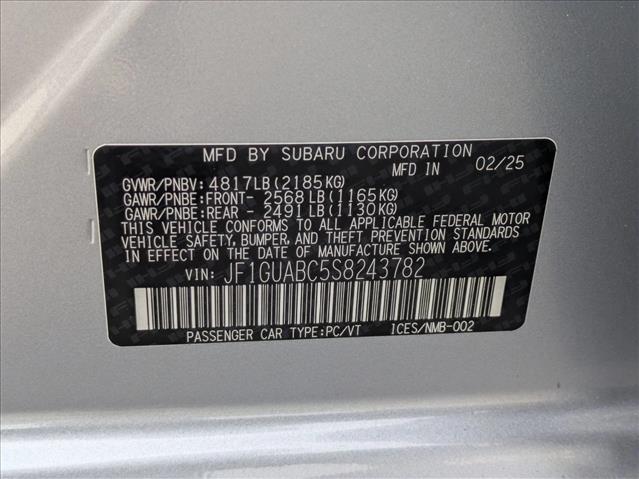 MFD BY SUBARU CORPORATION
MFD IN 02/25
GVWR/PNBV: 4817LB(2185KG)
GAWR/PNBE:FRONT- 2568LB(1165KG)
GAWR/PNBE:REAR - 2491LB(1130KG)
THIS VEHICLE CONFORMS TO ALL APPLICABLE FEDERAL MOTOR
VEHICLE SAFETY, BUMPER, AND THEFT PREVENTION STANDARDS
IN EFFECT ON THE DATE OF MANUFACTURE SHOWN ABOVE.
VIN: JF1GUABC5S8243782
PASSENGER CAR TYPE:PC/VT ICES/NMB-002